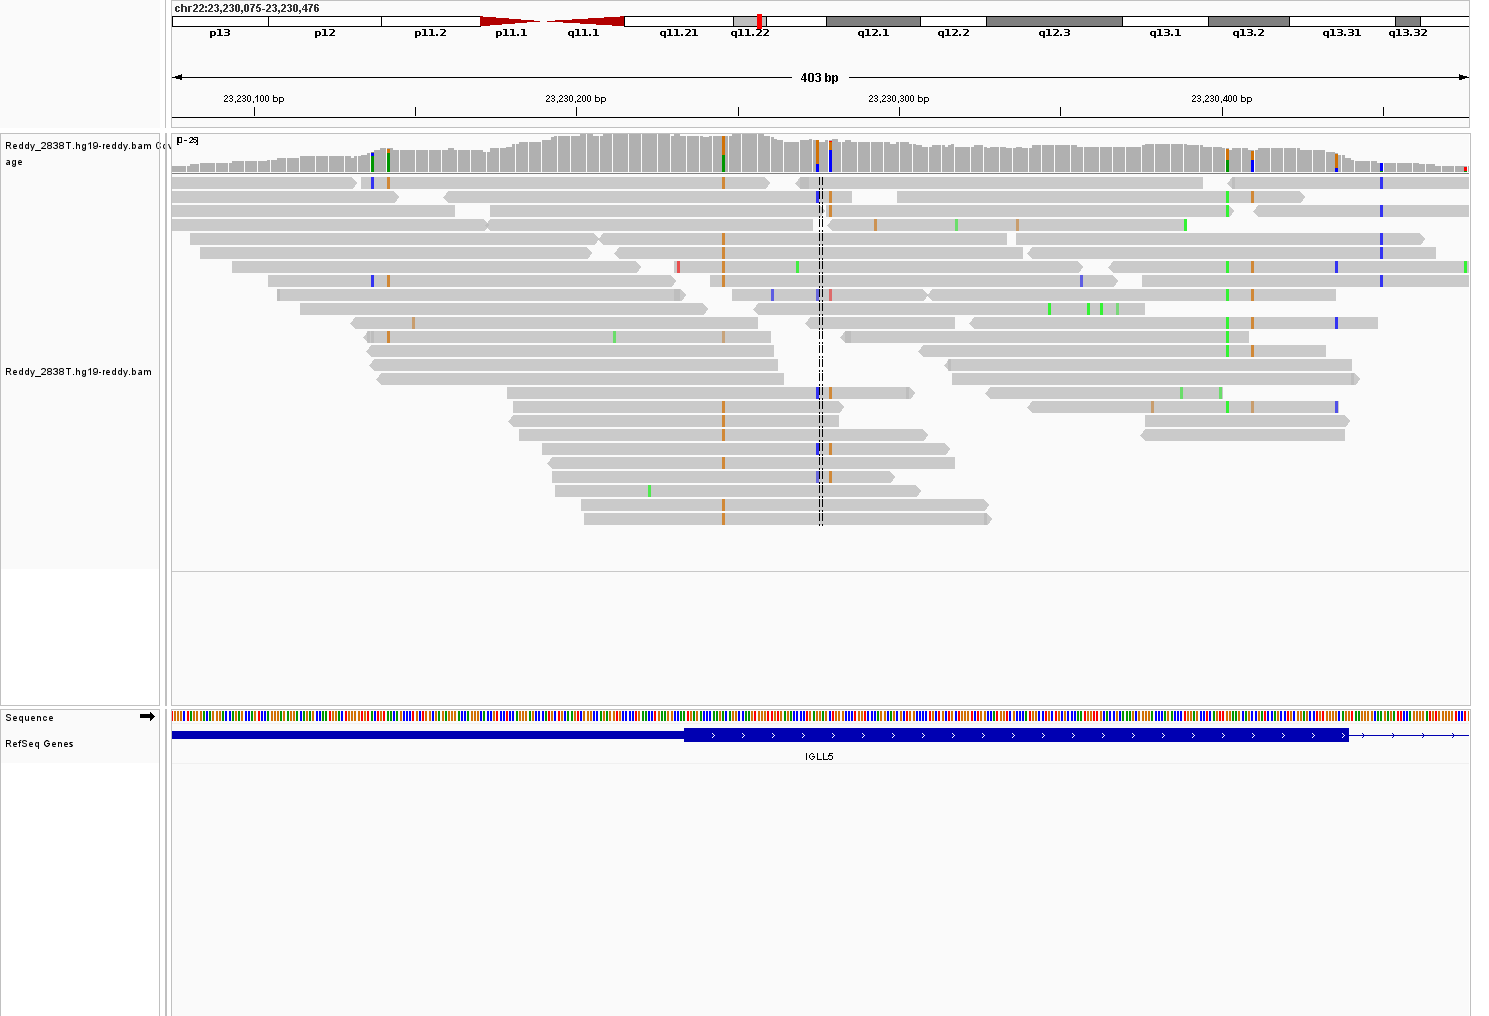 chr22:23,230,075-23,230,476
p13 p12 p11.2 p11.1 q11.1 q11.21 q11.22 q12.1 q12.2 q12.3 q13.1 q13.2 q13.31 q13.32
403 bp
23,230,100 bp 23,230,200 bp 23,230,300 bp 23,230,400 bp
[0-25]
Reddy_2838T.hg19-reddy.bam Cov
age
Reddy_2838T.hg19-reddy.bam
Sequence
RefSeq Genes
IGLL5